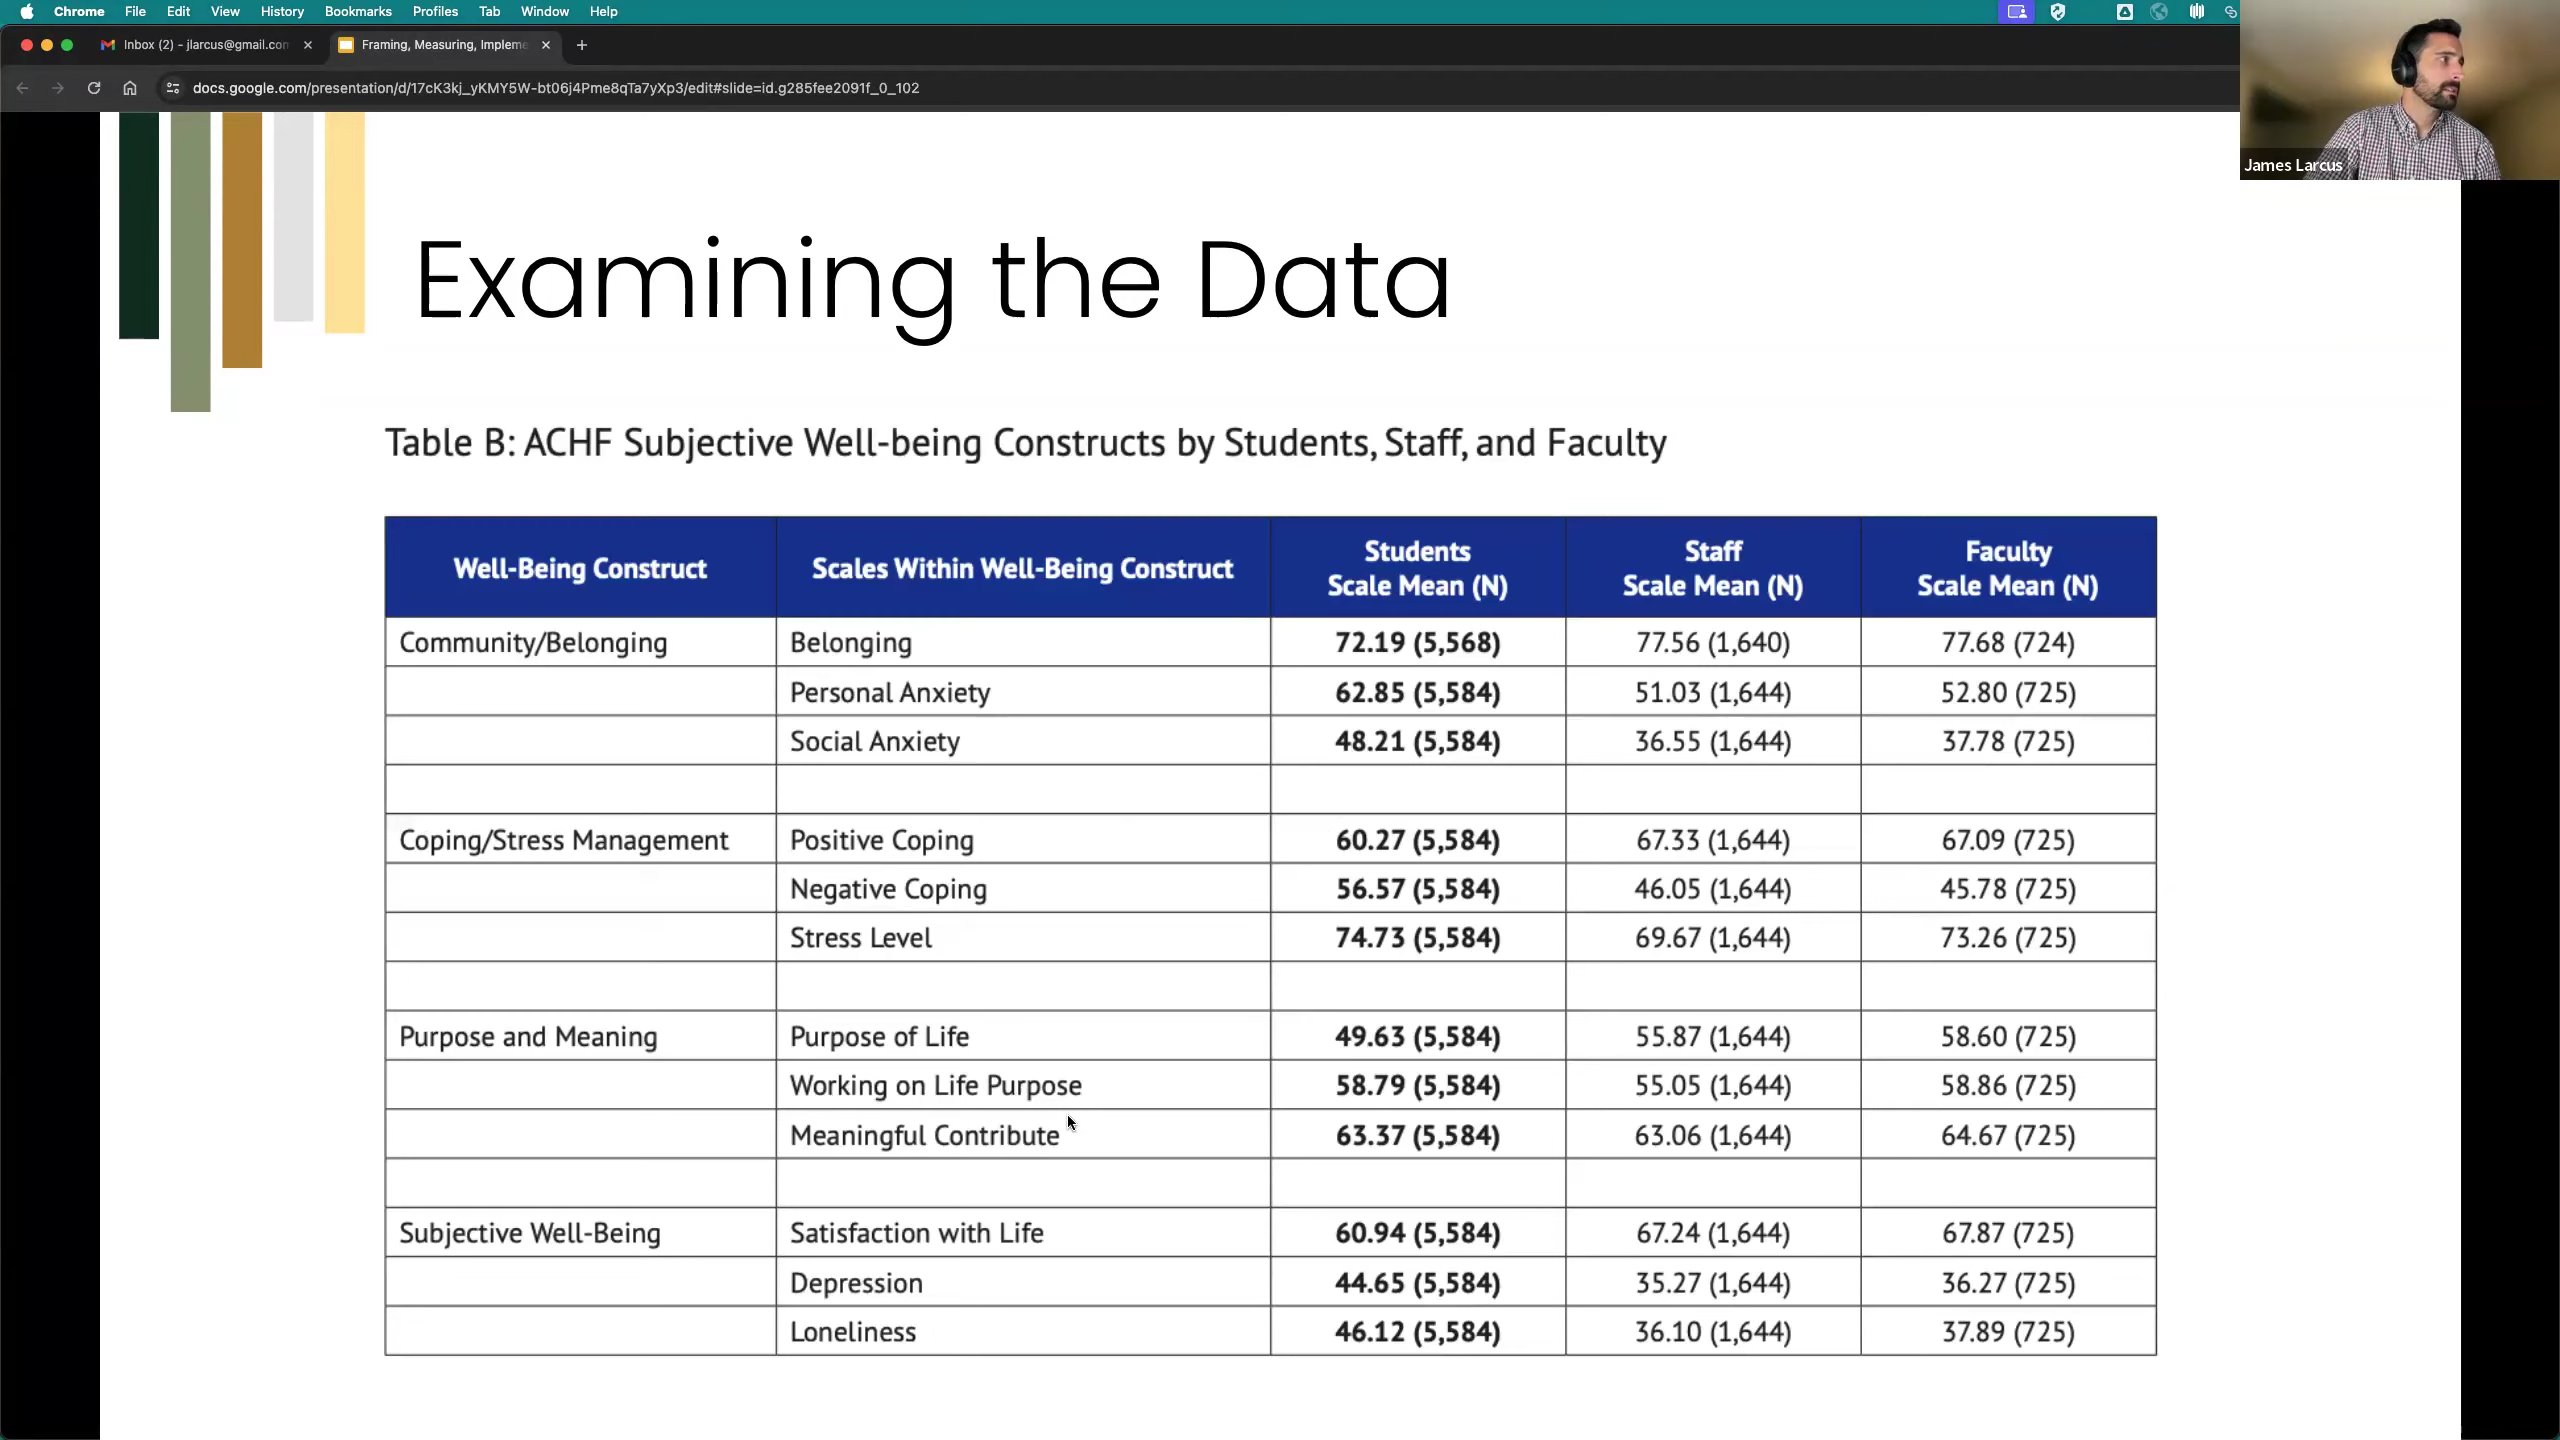 Chrome File Edit View History Bookmarks Profiles Tab Window Help
Inbox (2) - jlarcus@gmail.com Framing, Measuring, Impleme
docs.google.com/presentation/d/17cK3kj_yKMY5W-bt06j4Pme8qTa7yXp3/edit#slide=id.g285fee2091f_0_102
James Larcus
Examining the Data
Table B: ACHF Subjective Well-being Constructs by Students, Staff, and Faculty
Well-Being Construct Scales Within Well-Being Construct Students Scale Mean (N) Staff Scale Mean (N) Faculty Scale Mean (N)
Community/Belonging Belonging 72.19 (5,568) 77.56 (1,640) 77.68 (724)
Personal Anxiety 62.85 (5,584) 51.03 (1,644) 52.80 (725)
Social Anxiety 48.21 (5,584) 36.55 (1,644) 37.78 (725)
Coping/Stress Management Positive Coping 60.27 (5,584) 67.33 (1,644) 67.09 (725)
Negative Coping 56.57 (5,584) 46.05 (1,644) 45.78 (725)
Stress Level 74.73 (5,584) 69.67 (1,644) 73.26 (725)
Purpose and Meaning Purpose of Life 49.63 (5,584) 55.87 (1,644) 58.60 (725)
Working on Life Purpose 58.79 (5,584) 55.05 (1,644) 58.86 (725)
Meaningful Contribute 63.37 (5,584) 63.06 (1,644) 64.67 (725)
Subjective Well-Being Satisfaction with Life 60.94 (5,584) 67.24 (1,644) 67.87 (725)
Depression 44.65 (5,584) 35.27 (1,644) 36.27 (725)
Loneliness 46.12 (5,584) 36.10 (1,644) 37.89 (725)